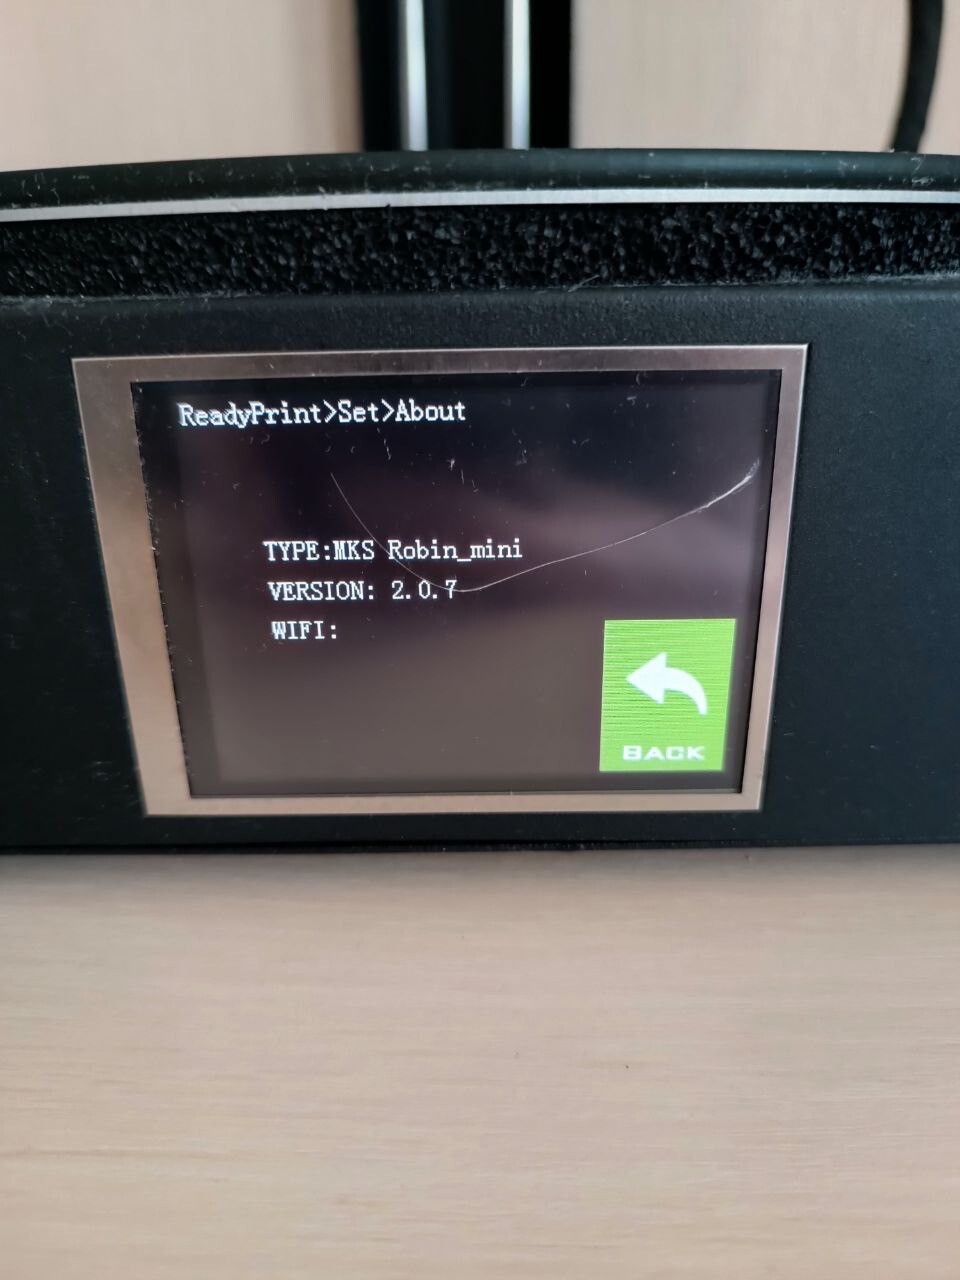 ReadyPrint>Set>About
TYPE:MKS Robin_mini
VERSION: 2.0.7
WIFI:
BACK